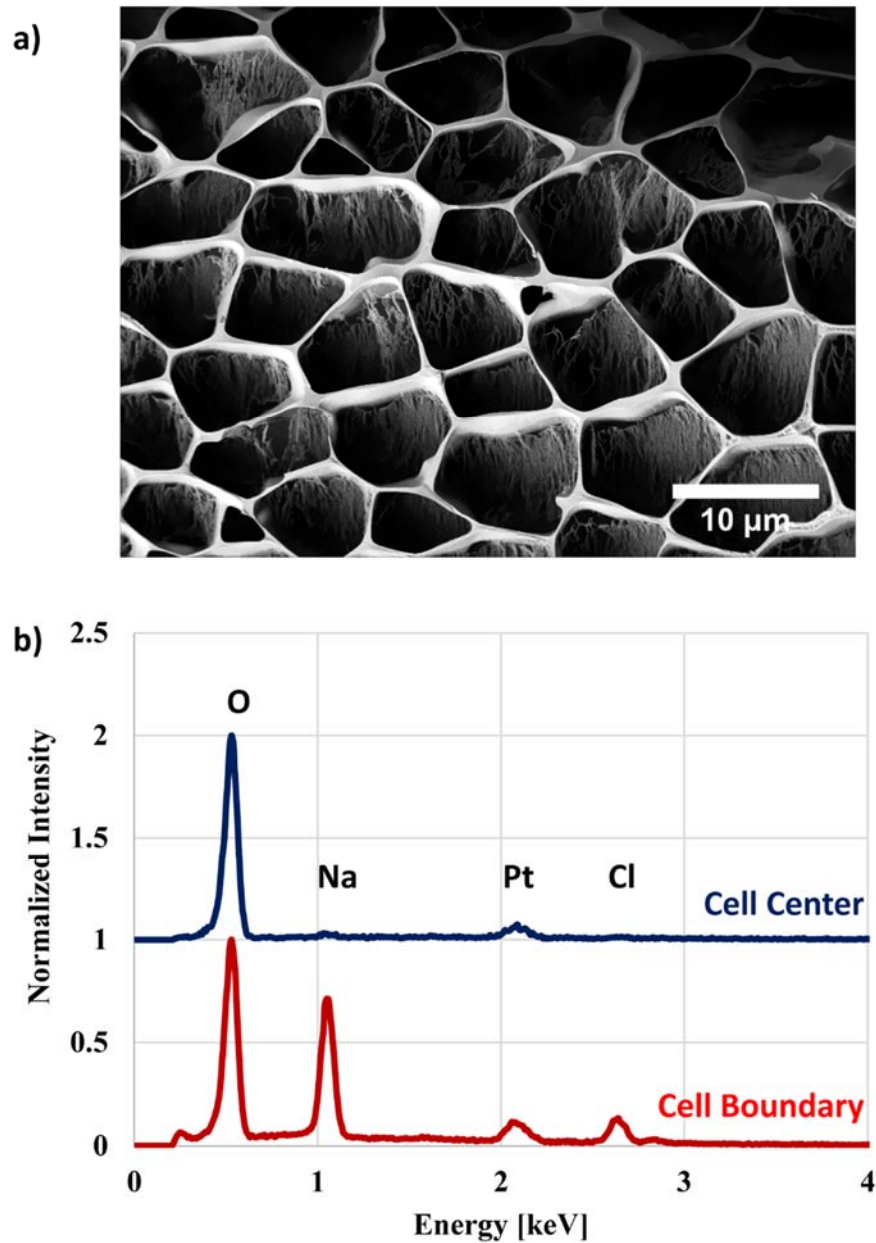 a)
10 µm
b)
2.5
2
1.5
1
0.5
0
Normalized Intensity
O
Na
Pt
Cl
Cell Center
Cell Boundary
0 1 2 3 4
Energy [keV]